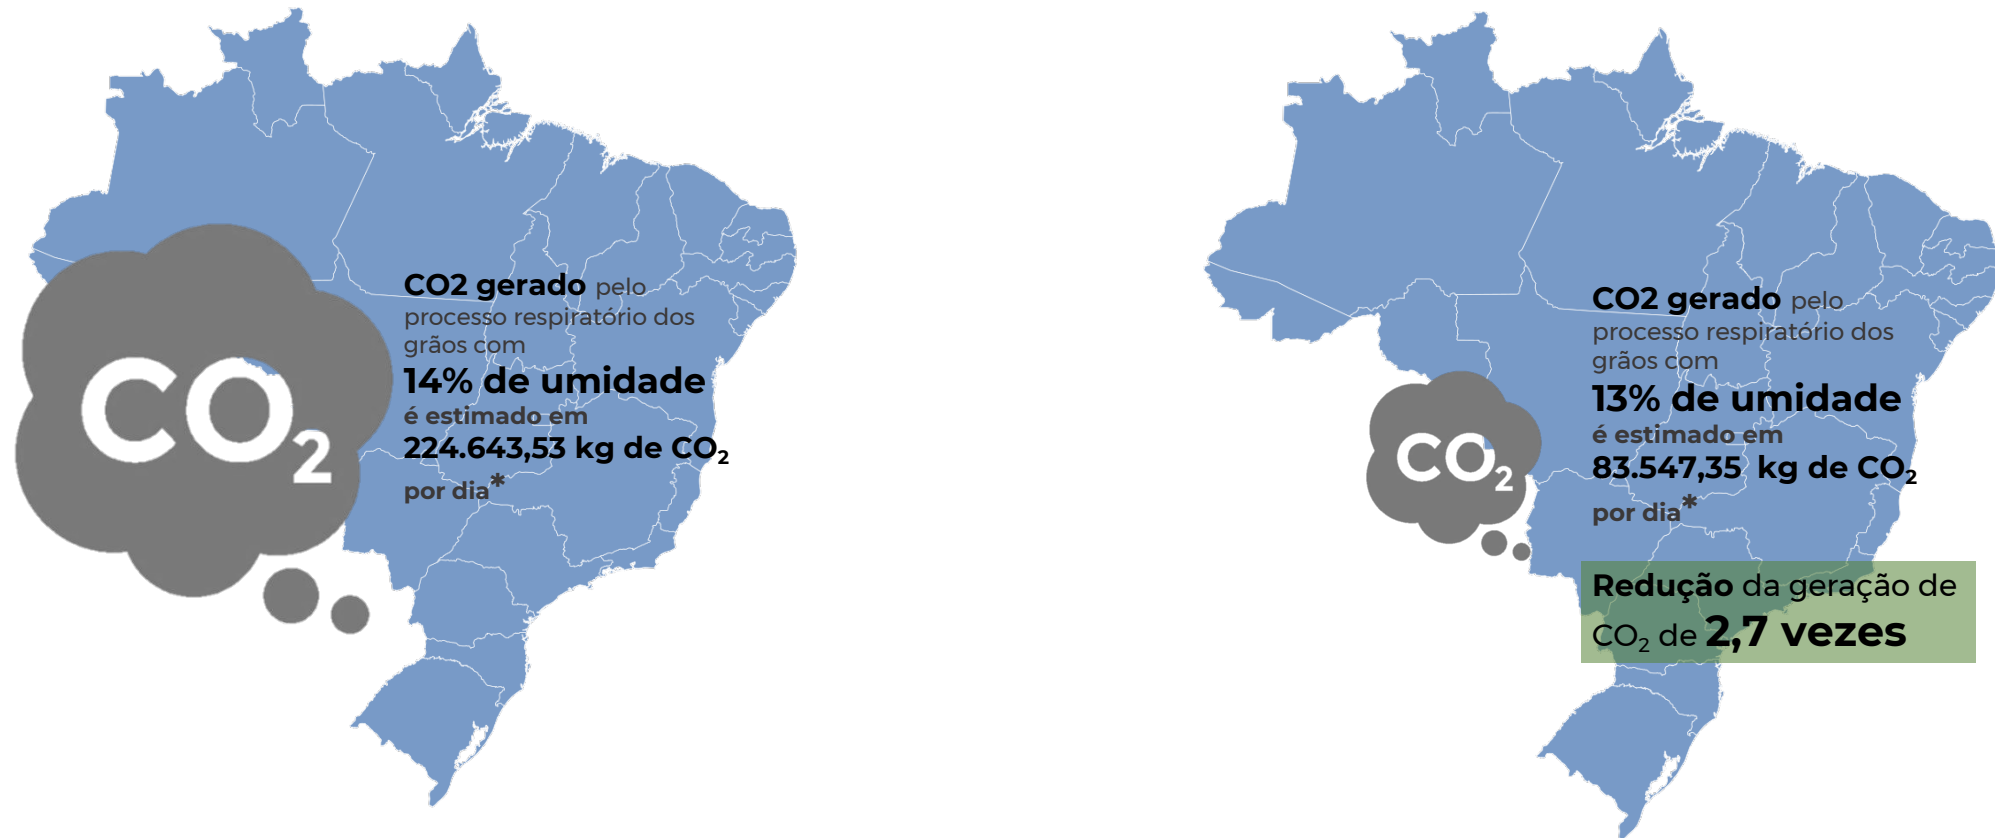 CO₂
CO2 gerado pelo
processo respiratório dos
grãos com
14% de umidade
é estimado em
224.643,53 kg de CO₂
por dia*
CO₂
CO2 gerado pelo
processo respiratório dos
grãos com
13% de umidade
é estimado em
83.547,35 kg de CO₂
por dia*
Redução da geração de
CO₂ de 2,7 vezes